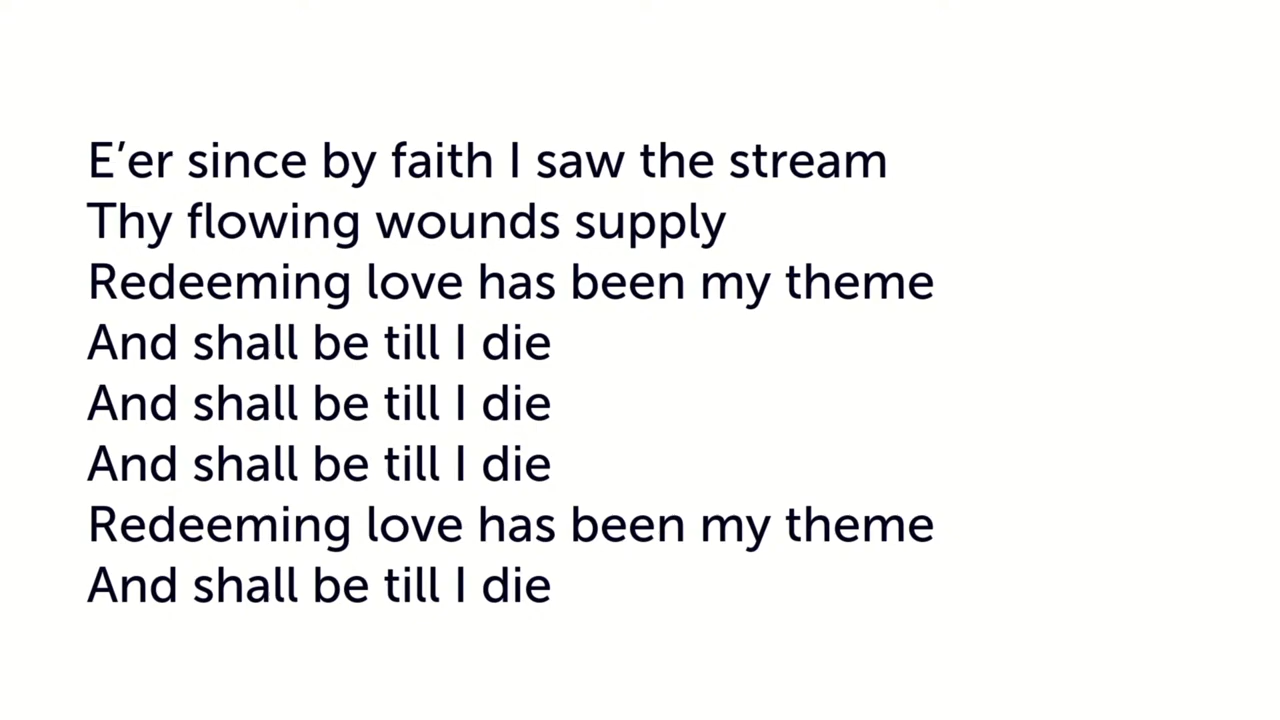 E’er since by faith I saw the stream
Thy flowing wounds supply
Redeeming love has been my theme
And shall be till I die
And shall be till I die
And shall be till I die
Redeeming love has been my theme
And shall be till I die